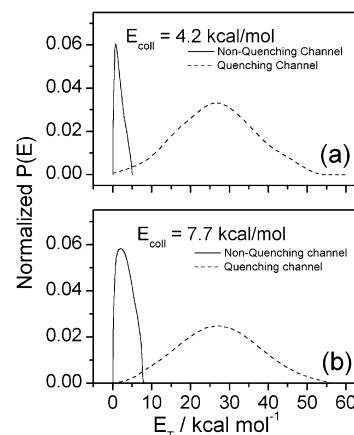 0.06
0.04
0.02
0.00
E_coll = 4.2 kcal/mol
Non-Quenching Channel
Quenching Channel
(a)
Normalized P(E)
0.06
0.04
0.02
0.00
E_coll = 7.7 kcal/mol
Non-Quenching channel
Quenching channel
(b)
0 10 20 30 40 50 60
E_T / kcal mol⁻¹